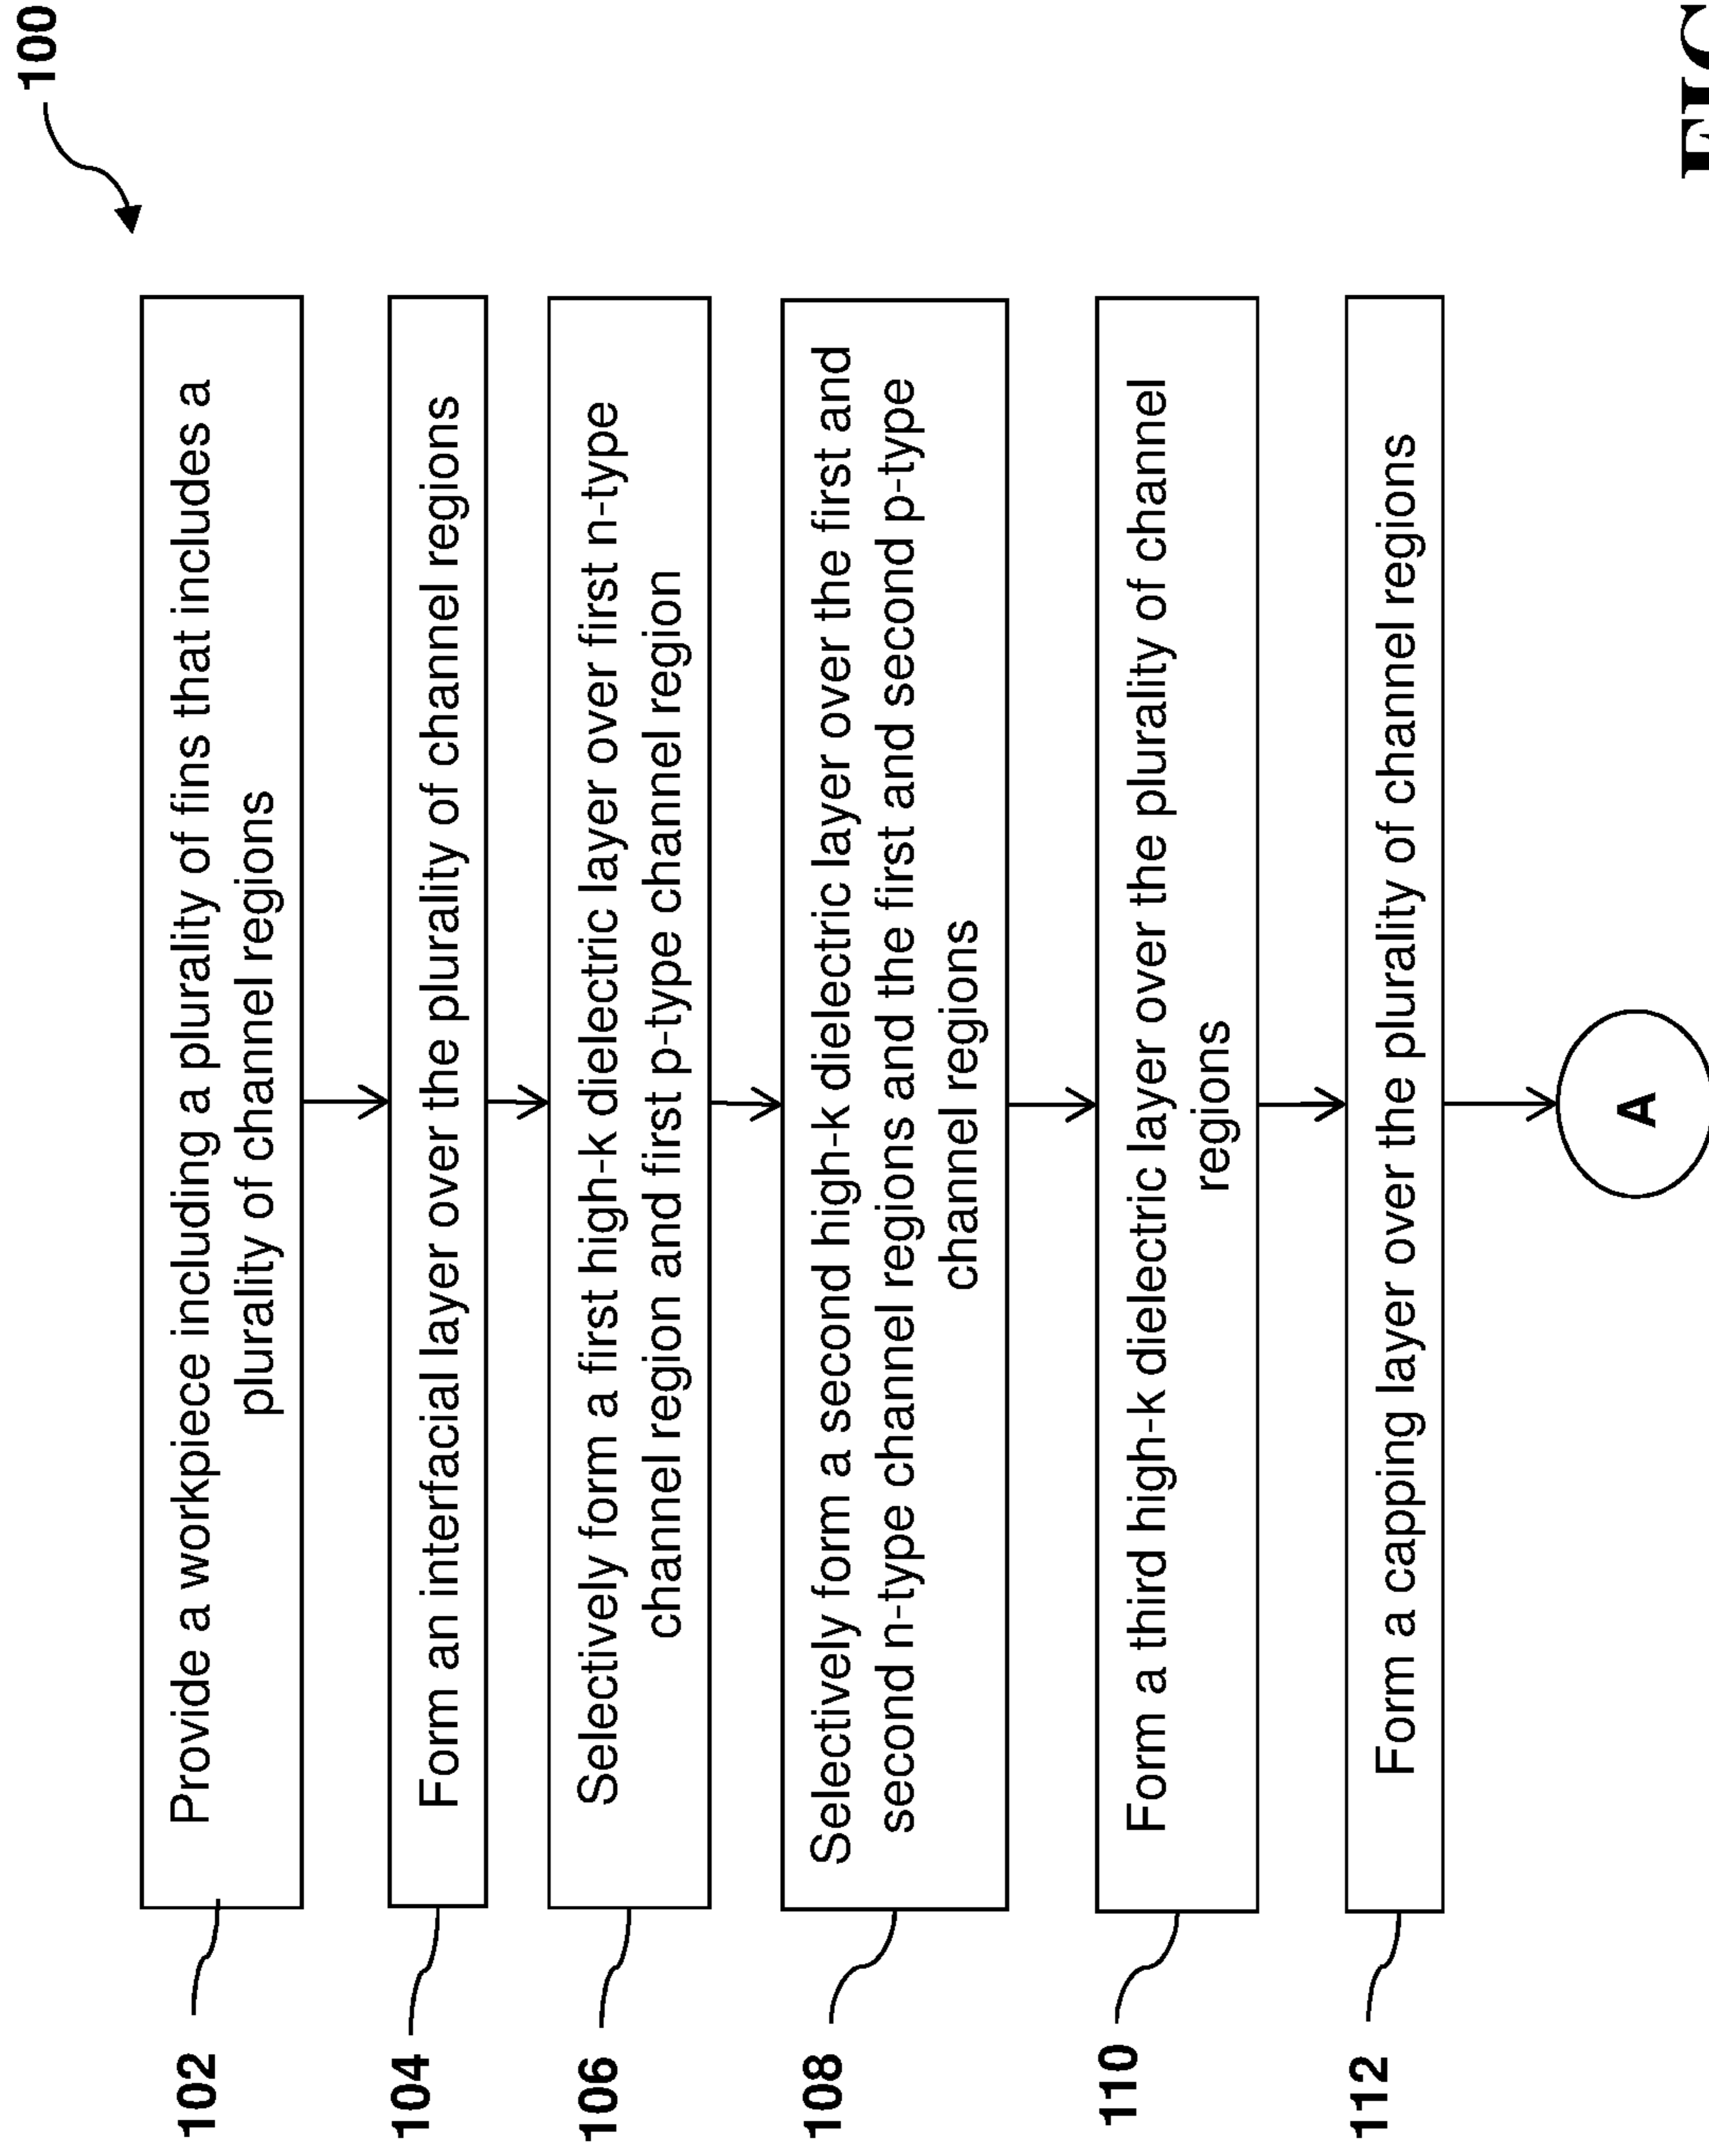 100
102
Provide a workpiece including a plurality of fins that includes a
plurality of channel regions
104
Form an interfacial layer over the plurality of channel regions
106
Selectively form a first high-k dielectric layer over first n-type
channel region and first p-type channel region
108
Selectively form a second high-k dielectric layer over the first and
second n-type channel regions and the first and second p-type
channel regions
110
Form a third high-k dielectric layer over the plurality of channel
regions
112
Form a capping layer over the plurality of channel regions
A